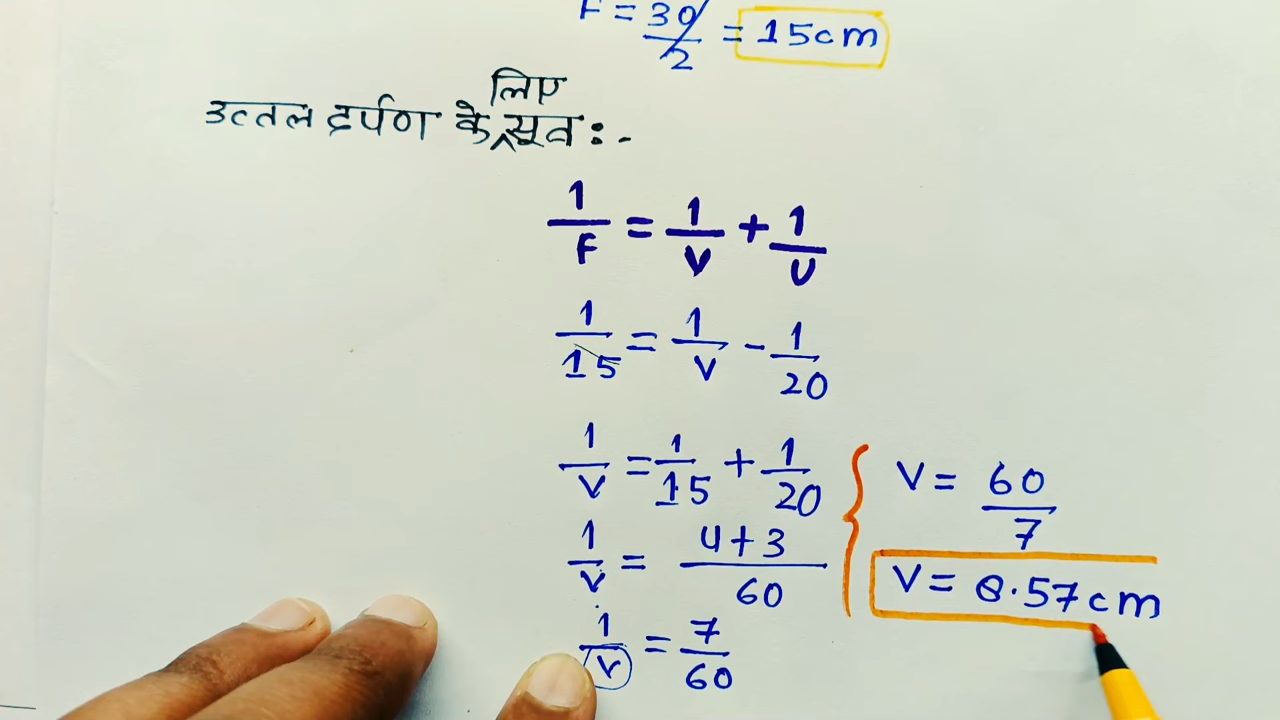 F = 30/2 = 15cm
लिए
उत्तल दर्पण के ^ सूत्र :-
1/F = 1/V + 1/U
1/15 = 1/V - 1/20
1/V = 1/15 + 1/20
1/V = 4+3/60
1/V = 7/60
V = 60/7
V = 8.57cm